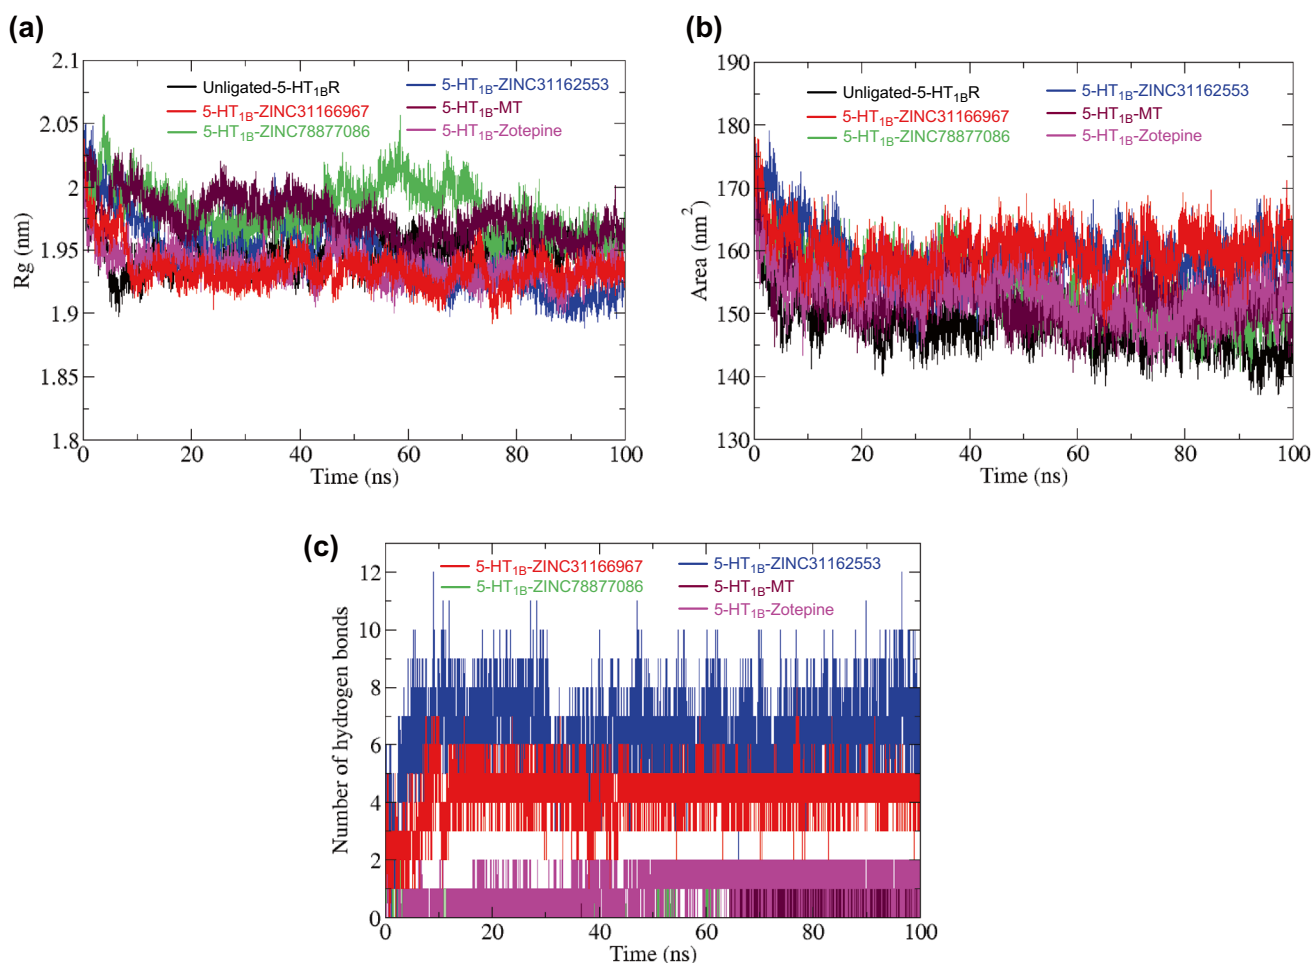 (a)
2.1
2.05
2
1.95
1.9
1.85
1.8
Rg (nm)
Unligated-5-HT1BR
5-HT1B-ZINC31166967
5-HT1B-ZINC78877086
5-HT1B-ZINC31162553
5-HT1B-MT
5-HT1B-Zotepine
0 20 40 60 80 100
Time (ns)
(b)
190
180
170
160
150
140
130
Area (nm2)
Unligated-5-HT1BR
5-HT1B-ZINC31166967
5-HT1B-ZINC78877086
5-HT1B-ZINC31162553
5-HT1B-MT
5-HT1B-Zotepine
0 20 40 60 80 100
Time (ns)
(c)
12
10
8
6
4
2
0
Number of hydrogen bonds
5-HT1B-ZINC31166967
5-HT1B-ZINC78877086
5-HT1B-ZINC31162553
5-HT1B-MT
5-HT1B-Zotepine
0 20 40 60 80 100
Time (ns)